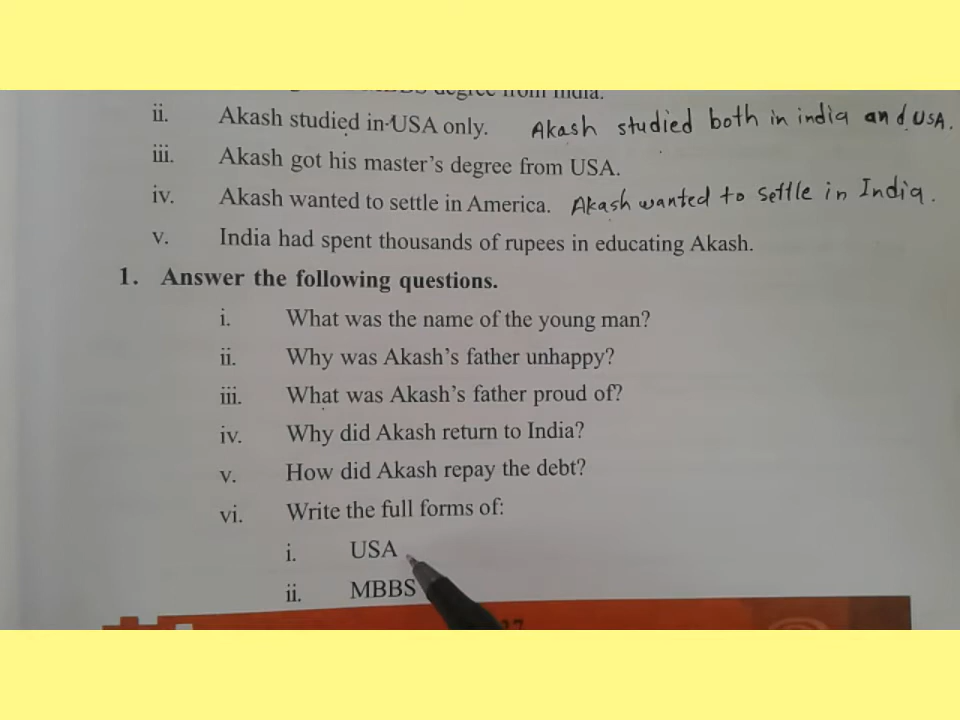 degree from India.
ii. Akash studied in USA only. Akash studied both in india and USA.
iii. Akash got his master's degree from USA.
iv. Akash wanted to settle in America. Akash wanted to settle in India.
v. India had spent thousands of rupees in educating Akash.
1. Answer the following questions.
i. What was the name of the young man?
ii. Why was Akash's father unhappy?
iii. What was Akash's father proud of?
iv. Why did Akash return to India?
v. How did Akash repay the debt?
vi. Write the full forms of:
i. USA
ii. MBBS